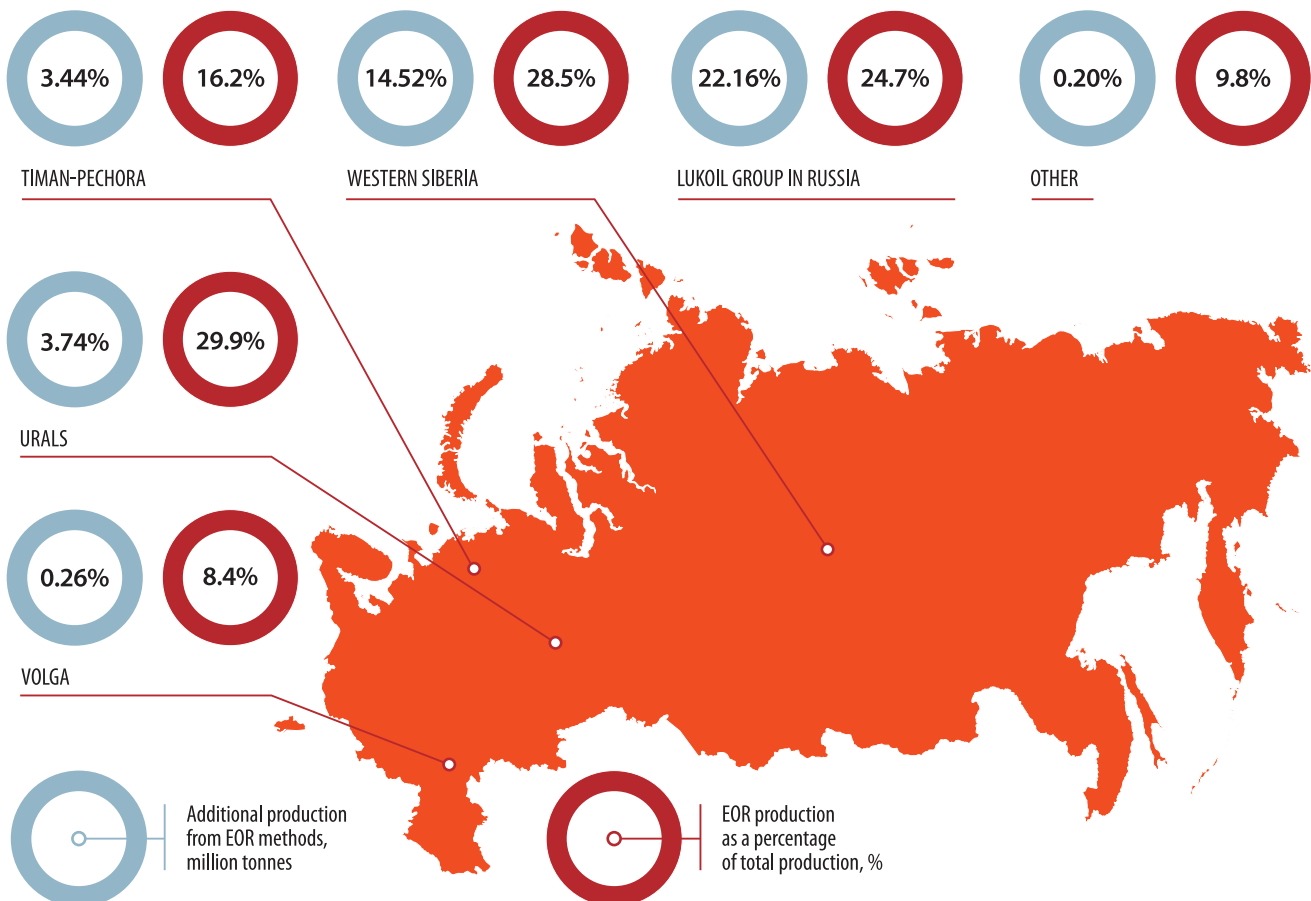 3.44%
16.2%
14.52%
28.5%
22.16%
24.7%
0.20%
9.8%
TIMAN-PECHORA
WESTERN SIBERIA
LUKOIL GROUP IN RUSSIA
OTHER
3.74%
29.9%
URALS
0.26%
8.4%
VOLGA
Additional production
from EOR methods,
million tonnes
EOR production
as a percentage
of total production, %